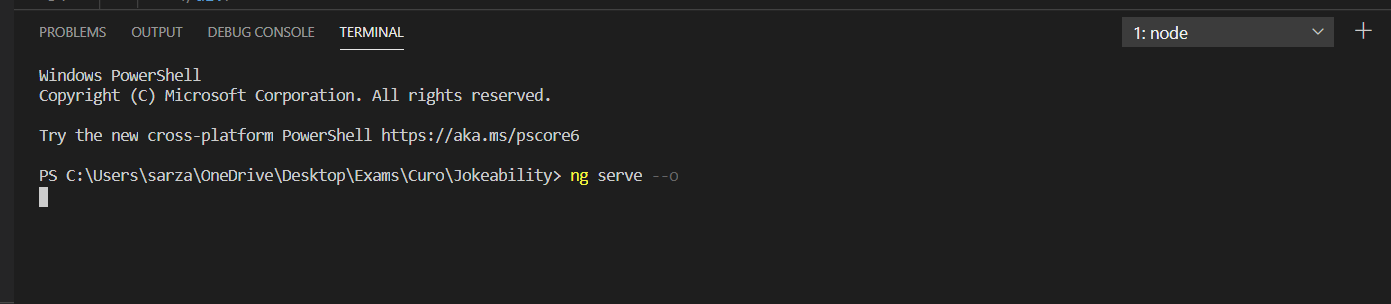 PROBLEMS OUTPUT DEBUG CONSOLE TERMINAL 1: node
Windows PowerShell
Copyright (C) Microsoft Corporation. All rights reserved.
Try the new cross-platform PowerShell https://aka.ms/pscore6
PS C:\Users\sarza\OneDrive\Desktop\Exams\Curo\Jokeability> ng serve --o